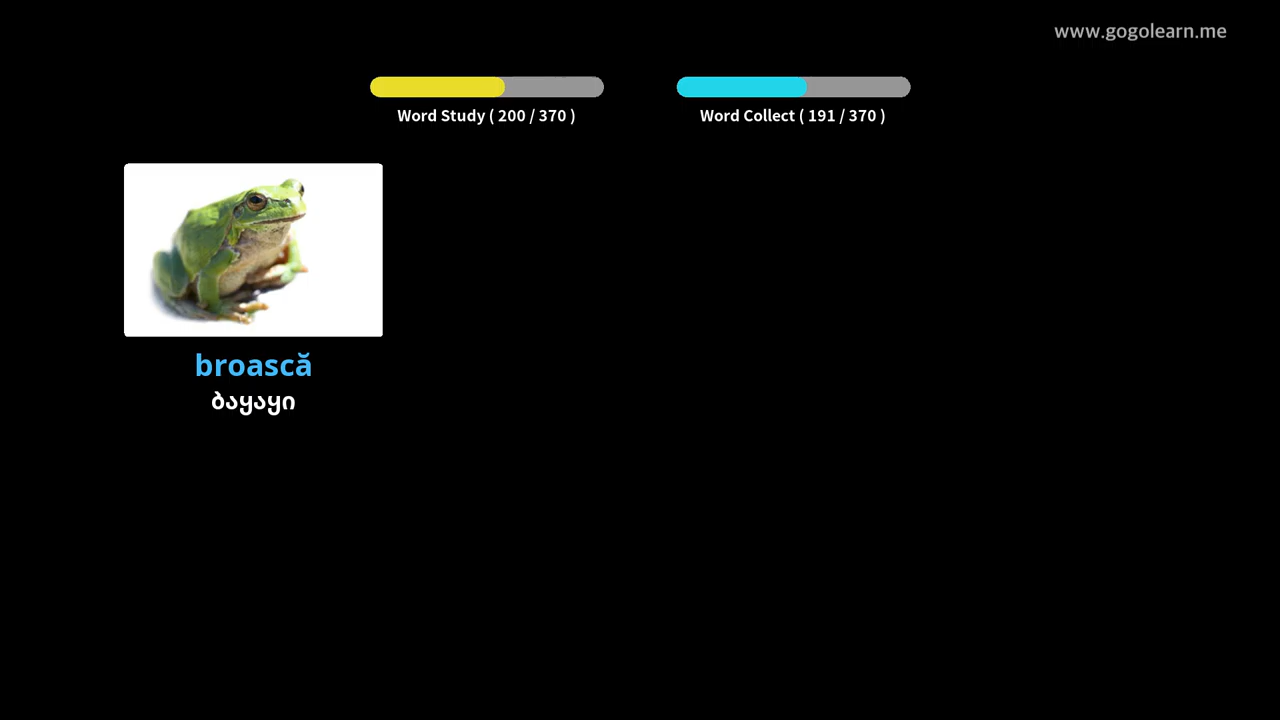 www.gogolearn.me
Word Study ( 200 / 370 )
Word Collect ( 191 / 370 )
broască
ბაყაყი